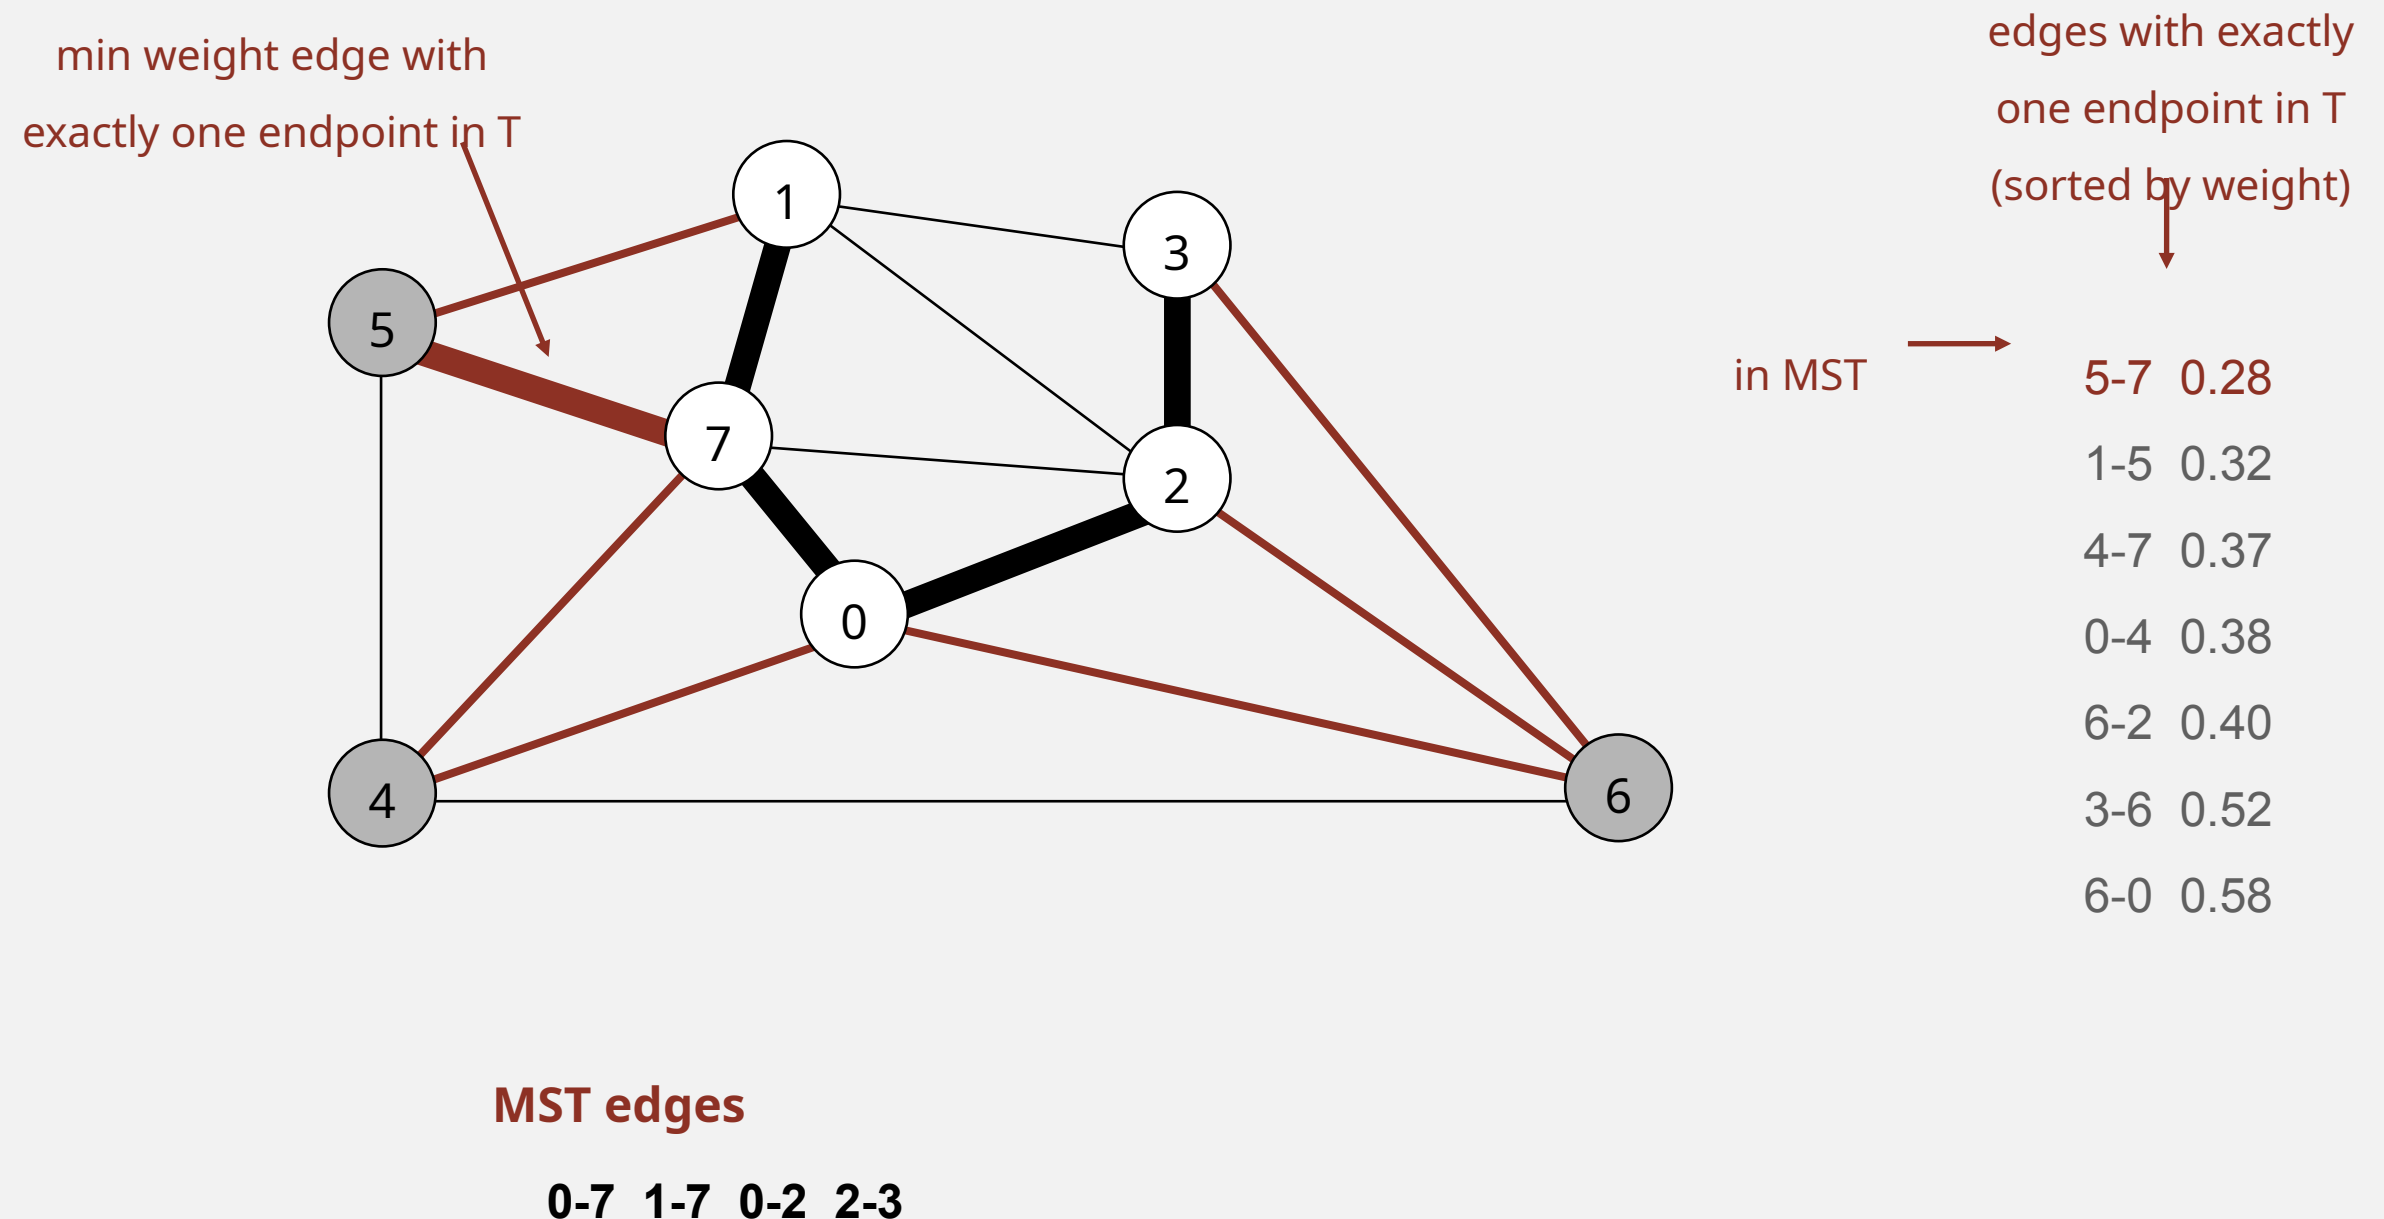 min weight edge with
exactly one endpoint in T
edges with exactly
one endpoint in T
(sorted by weight)
1
3
5
7
2
0
4
6
in MST
5-7 0.28
1-5 0.32
4-7 0.37
0-4 0.38
6-2 0.40
3-6 0.52
6-0 0.58
MST edges
0-7 1-7 0-2 2-3